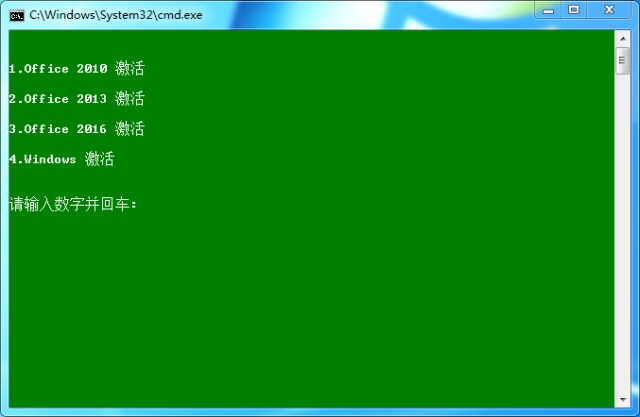 C:\Windows\System32\cmd.exe
1.Office 2010 激活
2.Office 2013 激活
3.Office 2016 激活
4.Windows 激活
请输入数字并回车: